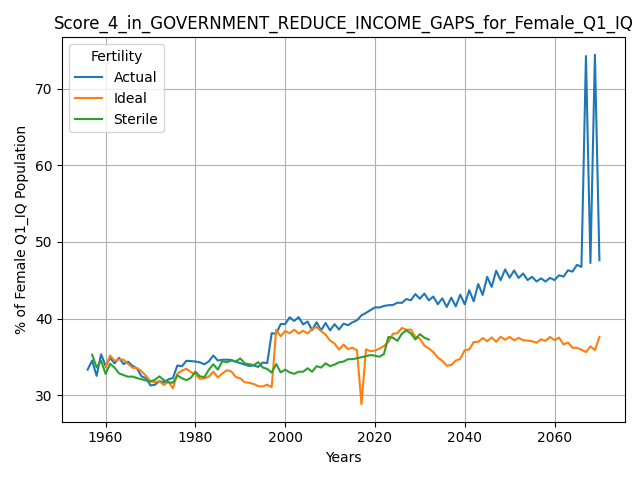 Score_4_in_GOVERNMENT_REDUCE_INCOME_GAPS_for_Female_Q1_IQ
Fertility
Actual
Ideal
Sterile
% of Female Q1_IQ Population
70
60
50
40
30
1960
1980
2000
2020
2040
2060
Years